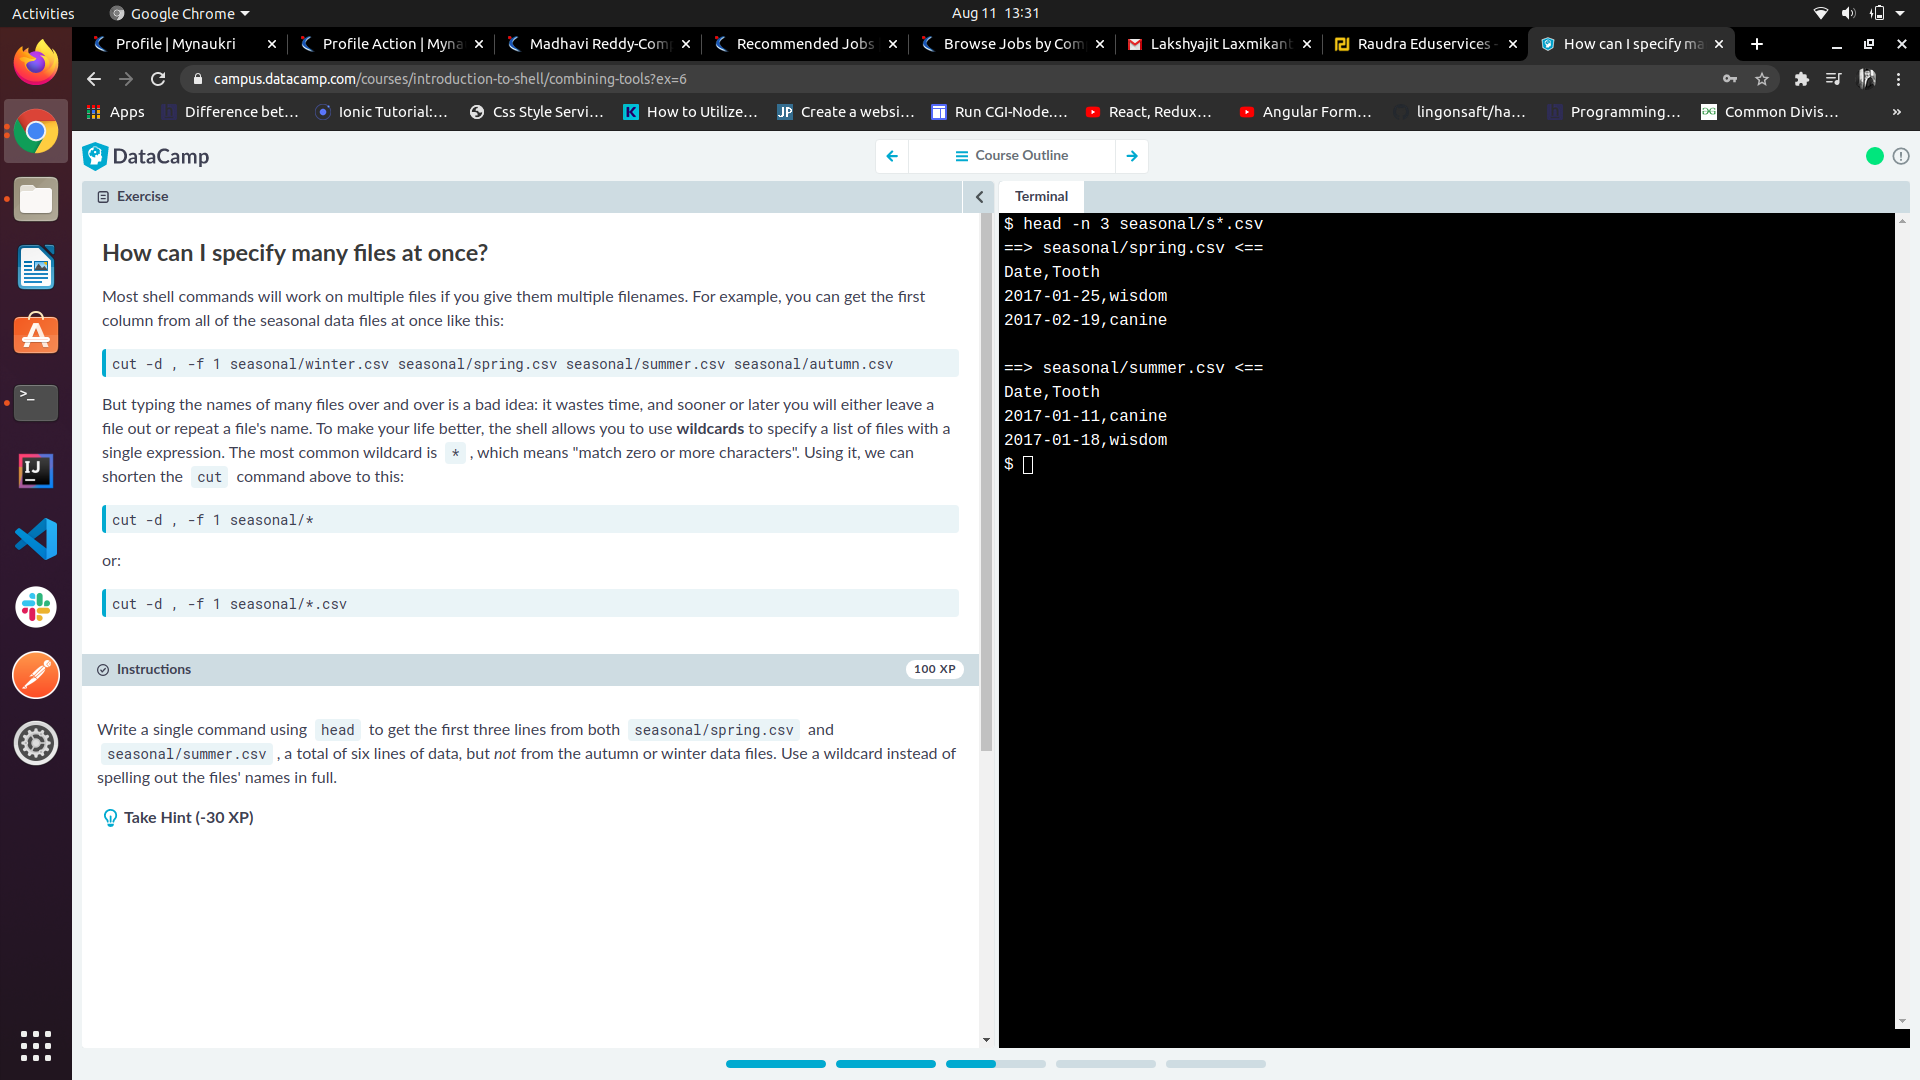 Activities
Google Chrome
Aug 11 13:31
Profile | Mynaukri
Profile Action | Myna
Madhavi Reddy-Com
Recommended Jobs
Browse Jobs by Com
Lakshyajit Laxmikant
Raudra Eduservices -
How can I specify ma
campus.datacamp.com/courses/introduction-to-shell/combining-tools?ex=6
Apps
Difference bet...
Ionic Tutorial:...
Css Style Servi...
How to Utilize...
JP
Create a websi...
Run CGI-Node....
React, Redux...
Angular Form...
lingonsaft/ha...
Programming...
Common Divis...
»
DataCamp
Course Outline
Exercise
How can I specify many files at once?
Most shell commands will work on multiple files if you give them multiple filenames. For example, you can get the first
column from all of the seasonal data files at once like this:
cut -d , -f 1 seasonal/winter.csv seasonal/spring.csv seasonal/summer.csv seasonal/autumn.csv
But typing the names of many files over and over is a bad idea: it wastes time, and sooner or later you will either leave a
file out or repeat a file's name. To make your life better, the shell allows you to use wildcards to specify a list of files with a
single expression. The most common wildcard is * , which means "match zero or more characters". Using it, we can
shorten the cut command above to this:
cut -d , -f 1 seasonal/*
or:
cut -d , -f 1 seasonal/*.csv
Instructions
100 XP
Write a single command using head to get the first three lines from both seasonal/spring.csv and
seasonal/summer.csv , a total of six lines of data, but not from the autumn or winter data files. Use a wildcard instead of
spelling out the files' names in full.
Take Hint (-30 XP)
Terminal
$ head -n 3 seasonal/s*.csv
==> seasonal/spring.csv <==
Date,Tooth
2017-01-25,wisdom
2017-02-19,canine
==> seasonal/summer.csv <==
Date,Tooth
2017-01-11,canine
2017-01-18,wisdom
$